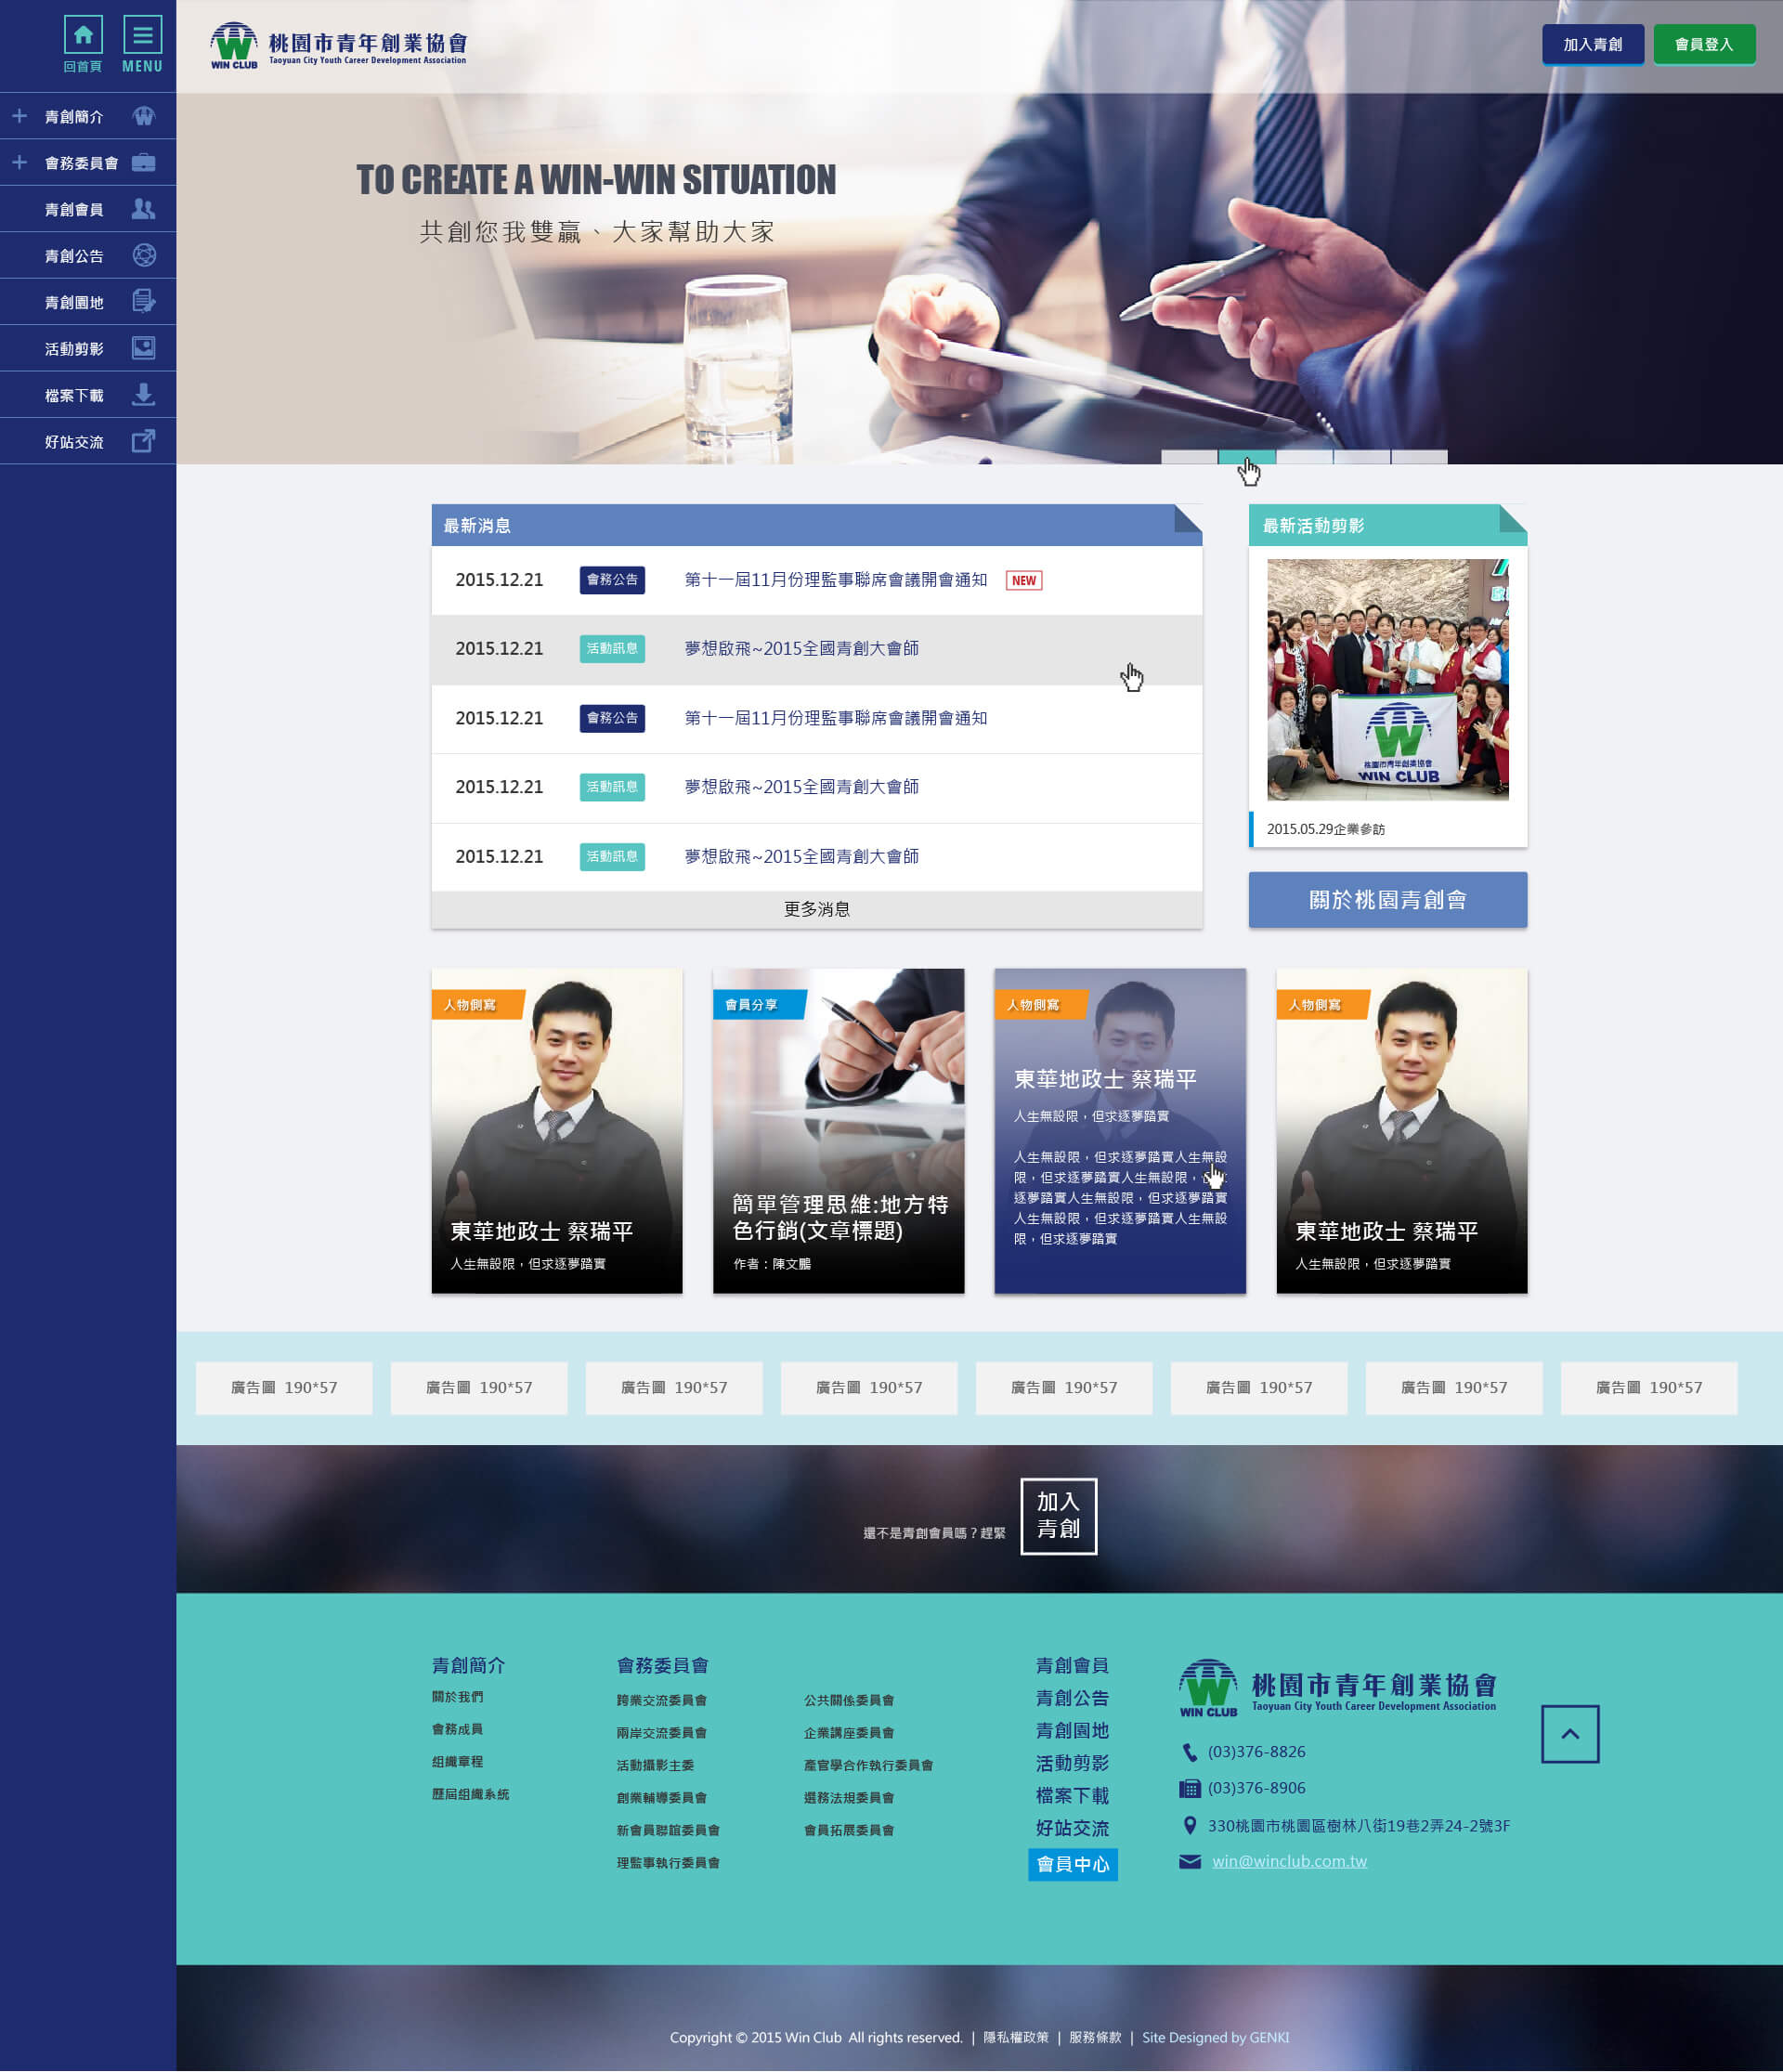 回首頁
MENU
青創簡介
會務委員會
青創會員
青創公告
青創園地
活動剪影
檔案下載
好站交流
W
WIN CLUB
桃園市青年創業協會
Taoyuan City Youth Career Development Association
加入青創
會員登入
TO CREATE A WIN-WIN SITUATION
共創您我雙贏、大家幫助大家
最新消息
2015.12.21 會務公告 第十一屆11月份理監事聯席會議開會通知 NEW
2015.12.21 活動訊息 夢想啟飛~2015全國青創大會師
2015.12.21 會務公告 第十一屆11月份理監事聯席會議開會通知
2015.12.21 活動訊息 夢想啟飛~2015全國青創大會師
2015.12.21 活動訊息 夢想啟飛~2015全國青創大會師
更多消息
最新活動剪影
W
桃園市青年創業協會
WIN CLUB
2015.05.29企業參訪
關於桃園青創會
人物側寫
東華地政士 蔡瑞平
人生無設限，但求逐夢踏實
會員分享
簡單管理思維:地方特
色行銷(文章標題)
作者：陳文鸝
人物側寫
東華地政士 蔡瑞平
人生無設限，但求逐夢踏實
人生無設限，但求逐夢踏實人生無設
限，但求逐夢踏實人生無設限，
逐夢踏實人生無設限，但求逐夢踏實
人生無設限，但求逐夢踏實人生無設
限，但求逐夢踏實
人物側寫
東華地政士 蔡瑞平
人生無設限，但求逐夢踏實
廣告圖 190*57
廣告圖 190*57
廣告圖 190*57
廣告圖 190*57
廣告圖 190*57
廣告圖 190*57
廣告圖 190*57
廣告圖 190*57
還不是青創會員嗎？趕緊
加入
青創
青創簡介
關於我們
會務成員
組織章程
歷屆組織系統
會務委員會
跨業交流委員會
兩岸交流委員會
活動攝影主委
創業輔導委員會
新會員聯誼委員會
理監事執行委員會
公共關係委員會
企業講座委員會
產官學合作執行委員會
選務法規委員會
會員拓展委員會
青創會員
青創公告
青創園地
活動剪影
檔案下載
好站交流
會員中心
W
WIN CLUB
桃園市青年創業協會
Taoyuan City Youth Career Development Association
(03)376-8826
(03)376-8906
330桃園市桃園區樹林八街19巷2弄24-2號3F
win@winclub.com.tw
Copyright © 2015 Win Club All rights reserved. | 隱私權政策 | 服務條款 | Site Designed by GENKI